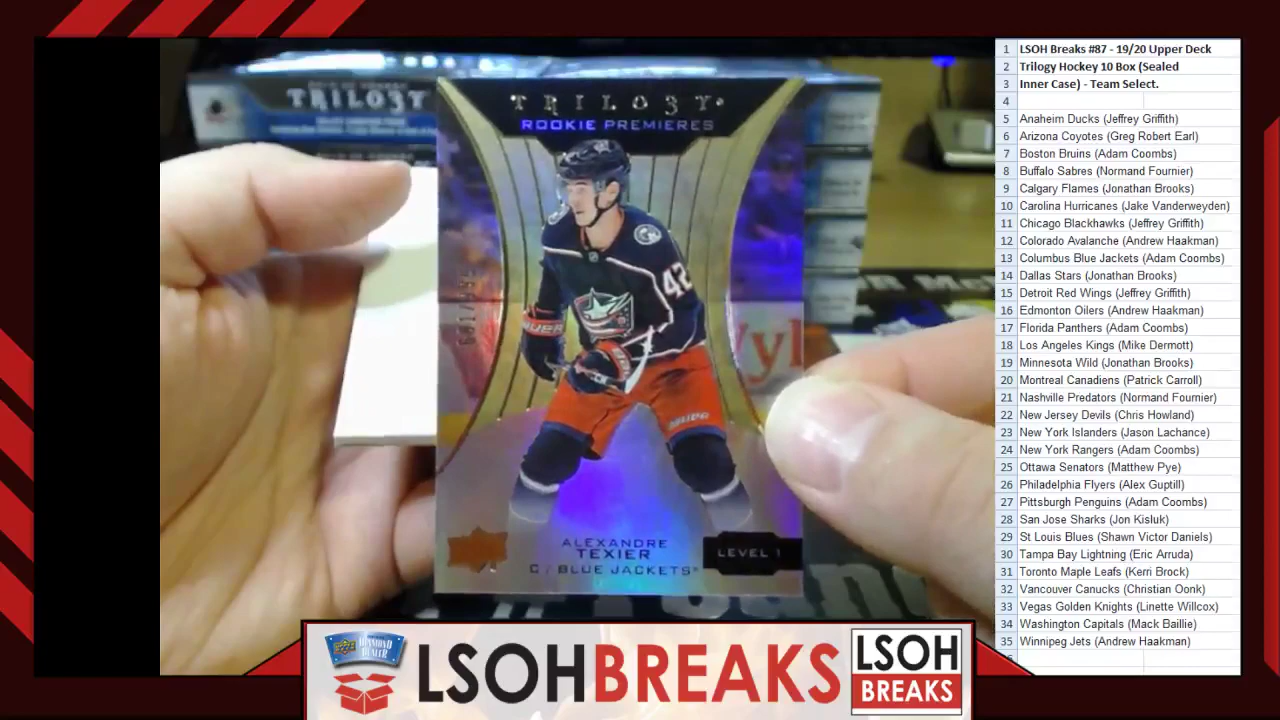 TRILOGY
TRILOGY
ROOKIE PREMIERES
42
ALEXANDRE
TEXIER
C / BLUE JACKETS
LEVEL 1
1 LSOH Breaks #87 - 19/20 Upper Deck
2 Trilogy Hockey 10 Box (Sealed
3 Inner Case) - Team Select.
4
5 Anaheim Ducks (Jeffrey Griffith)
6 Arizona Coyotes (Greg Robert Earl)
7 Boston Bruins (Adam Coombs)
8 Buffalo Sabres (Normand Fournier)
9 Calgary Flames (Jonathan Brooks)
10 Carolina Hurricanes (Jake Vanderweyden)
11 Chicago Blackhawks (Jeffrey Griffith)
12 Colorado Avalanche (Andrew Haakman)
13 Columbus Blue Jackets (Adam Coombs)
14 Dallas Stars (Jonathan Brooks)
15 Detroit Red Wings (Jeffrey Griffith)
16 Edmonton Oilers (Andrew Haakman)
17 Florida Panthers (Adam Coombs)
18 Los Angeles Kings (Mike Dermott)
19 Minnesota Wild (Jonathan Brooks)
20 Montreal Canadiens (Patrick Carroll)
21 Nashville Predators (Normand Fournier)
22 New Jersey Devils (Chris Howland)
23 New York Islanders (Jason Lachance)
24 New York Rangers (Adam Coombs)
25 Ottawa Senators (Matthew Pye)
26 Philadelphia Flyers (Alex Guptill)
27 Pittsburgh Penguins (Adam Coombs)
28 San Jose Sharks (Jon Kisluk)
29 St Louis Blues (Shawn Victor Daniels)
30 Tampa Bay Lightning (Eric Arruda)
31 Toronto Maple Leafs (Kerri Brock)
32 Vancouver Canucks (Christian Oonk)
33 Vegas Golden Knights (Linette Willcox)
34 Washington Capitals (Mack Baillie)
35 Winnipeg Jets (Andrew Haakman)
DIAMOND
DEALER
LSOHBREAKS
LSOH
BREAKS